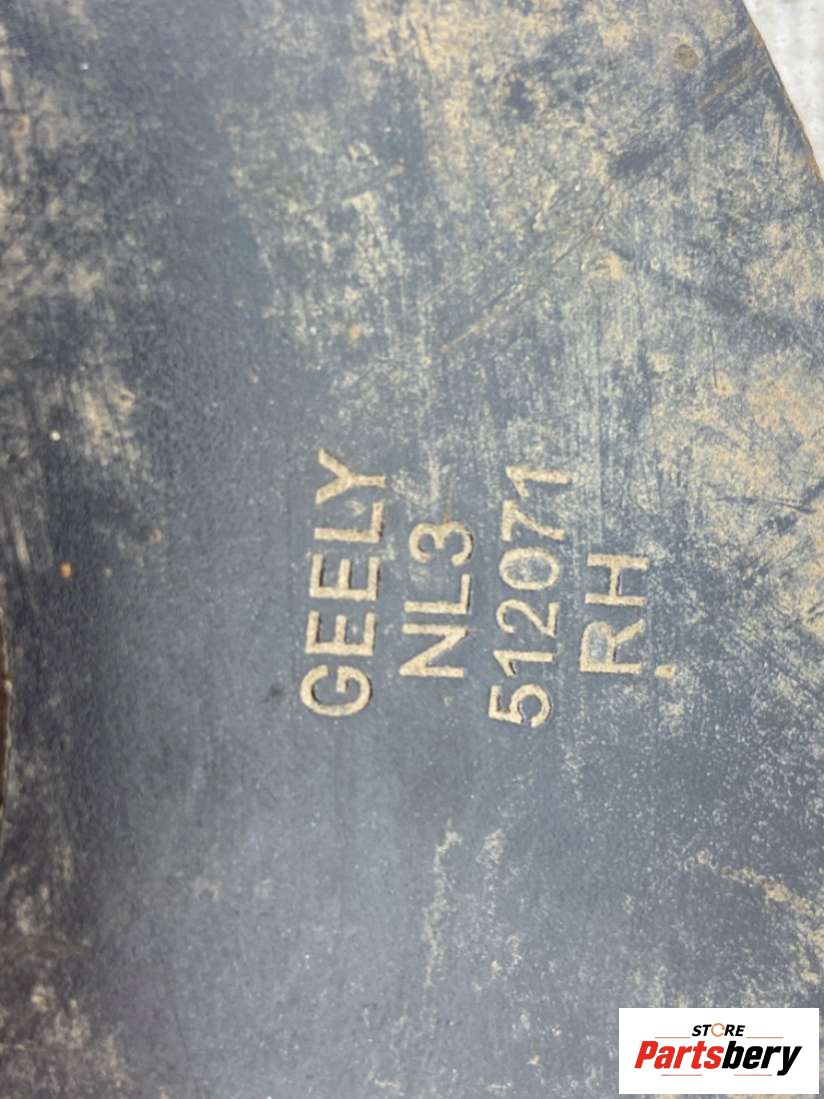 GEELY
NL3
512071
RH
STORE
Partsbery